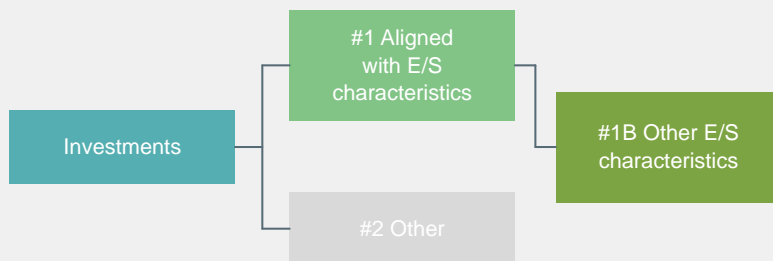 #1 Aligned
with E/S
characteristics
Investments
#1B Other E/S
characteristics
#2 Other